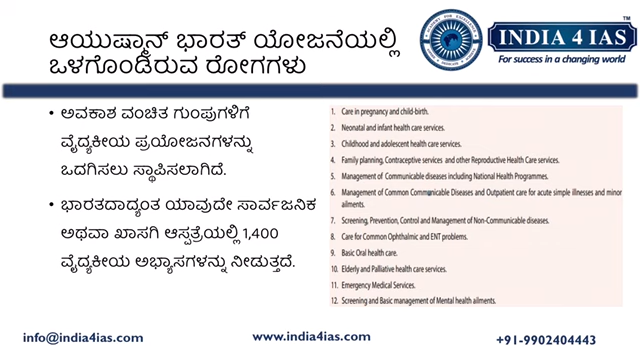 ಆಯುಷ್ಮಾನ್ ಭಾರತ್ ಯೋಜನೆಯಲ್ಲಿ
ಒಳಗೊಂಡಿರುವ ರೋಗಗಳು
INDIA 4 IAS
TM
For success in a changing world
• ಅವಕಾಶ ವಂಚಿತ ಗುಂಪುಗಳಿಗೆ
ವೈದ್ಯಕೀಯ ಪ್ರಯೋಜನಗಳನ್ನು
ಒದಗಿಸಲು ಸ್ಥಾಪಿಸಲಾಗಿದೆ.
• ಭಾರತದಾದ್ಯಂತ ಯಾವುದೇ ಸಾರ್ವಜನಿಕ
ಅಥವಾ ಖಾಸಗಿ ಆಸ್ಪತ್ರೆಯಲ್ಲಿ 1,400
ವೈದ್ಯಕೀಯ ಅಭ್ಯಾಸಗಳನ್ನು ನೀಡುತ್ತದೆ.
1. Care in pregnancy and child-birth.
2. Neonatal and infant health care services.
3. Childhood and adolescent health care services.
4. Family planning, Contraceptive services and other Reproductive Health Care services.
5. Management of Communicable diseases including National Health Programmes.
6. Management of Common Communicable Diseases and Outpatient care for acute simple illnesses and minor
ailments.
7. Screening, Prevention, Control and Management of Non-Communicable diseases.
8. Care for Common Ophthalmic and ENT problems.
9. Basic Oral health care.
10. Elderly and Palliative health care services.
11. Emergency Medical Services.
12. Screening and Basic management of Mental health ailments.
info@india4ias.com
www.india4ias.com
+91-9902404443